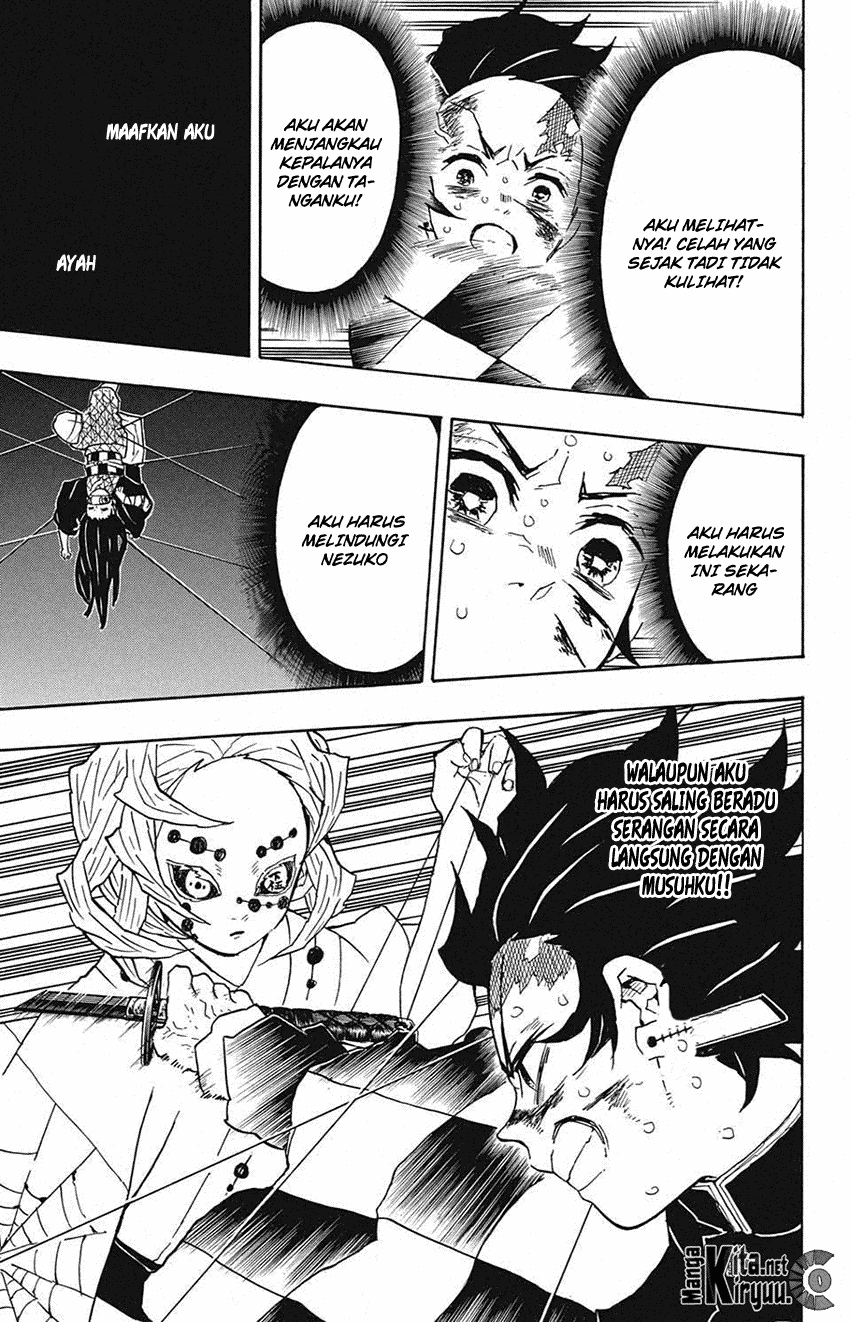 AKU MELIHAT-
NYA! CELAH YANG
SEJAK TADI TIDAK
KULIHAT!
AKU AKAN
MENJANGKAU
KEPALANYA
DENGAN TA-
NGANKU!
MAAFKAN AKU
AYAH
AKU HARUS
MELAKUKAN
INI SEKA-
RANG
AKU HARUS
MELINDUNGI
NEZUKO
WALAUPUN AKU
HARUS SALING BERADU
SERANGAN SECARA
LANGSUNG DENGAN
MUSUHKU!!
伍
Manga
Kita.net
Kiryuu.